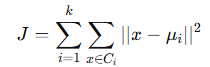 J = \sum_{i=1}^{k} \sum_{x \in C_i} ||x - \mu_i||^2